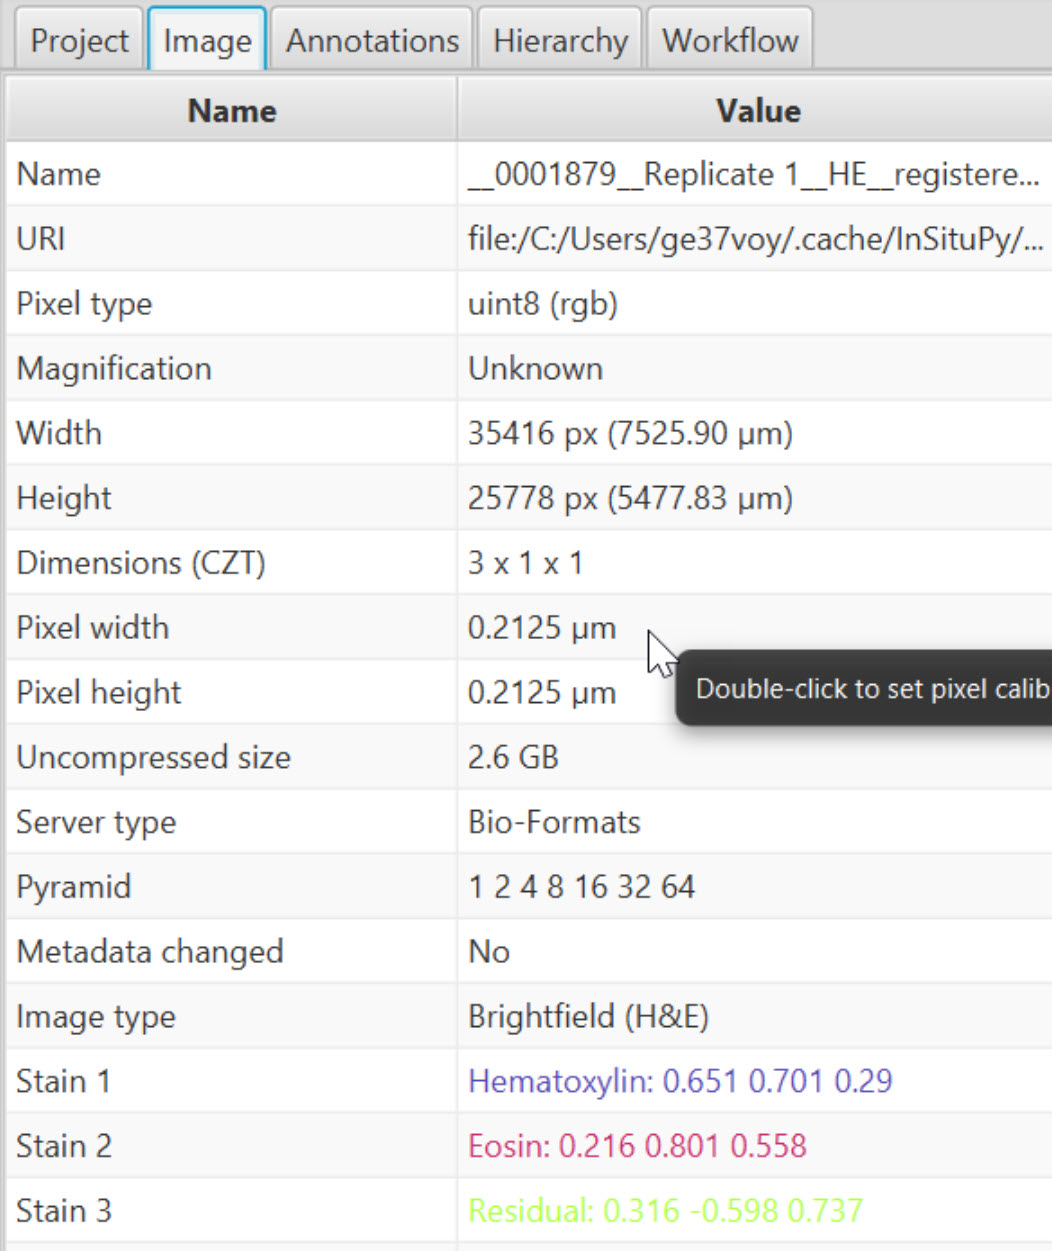 Project Image Annotations Hierarchy Workflow
Name Value
Name __0001879__Replicate 1__HE__registere...
URI file:/C:/Users/ge37voy/.cache/InSituPy/...
Pixel type uint8 (rgb)
Magnification Unknown
Width 35416 px (7525.90 µm)
Height 25778 px (5477.83 µm)
Dimensions (CZT) 3 x 1 x 1
Pixel width 0.2125 µm
Double-click to set pixel calib
Pixel height 0.2125 µm
Uncompressed size 2.6 GB
Server type Bio-Formats
Pyramid 1 2 4 8 16 32 64
Metadata changed No
Image type Brightfield (H&E)
Stain 1 Hematoxylin: 0.651 0.701 0.29
Stain 2 Eosin: 0.216 0.801 0.558
Stain 3 Residual: 0.316 -0.598 0.737